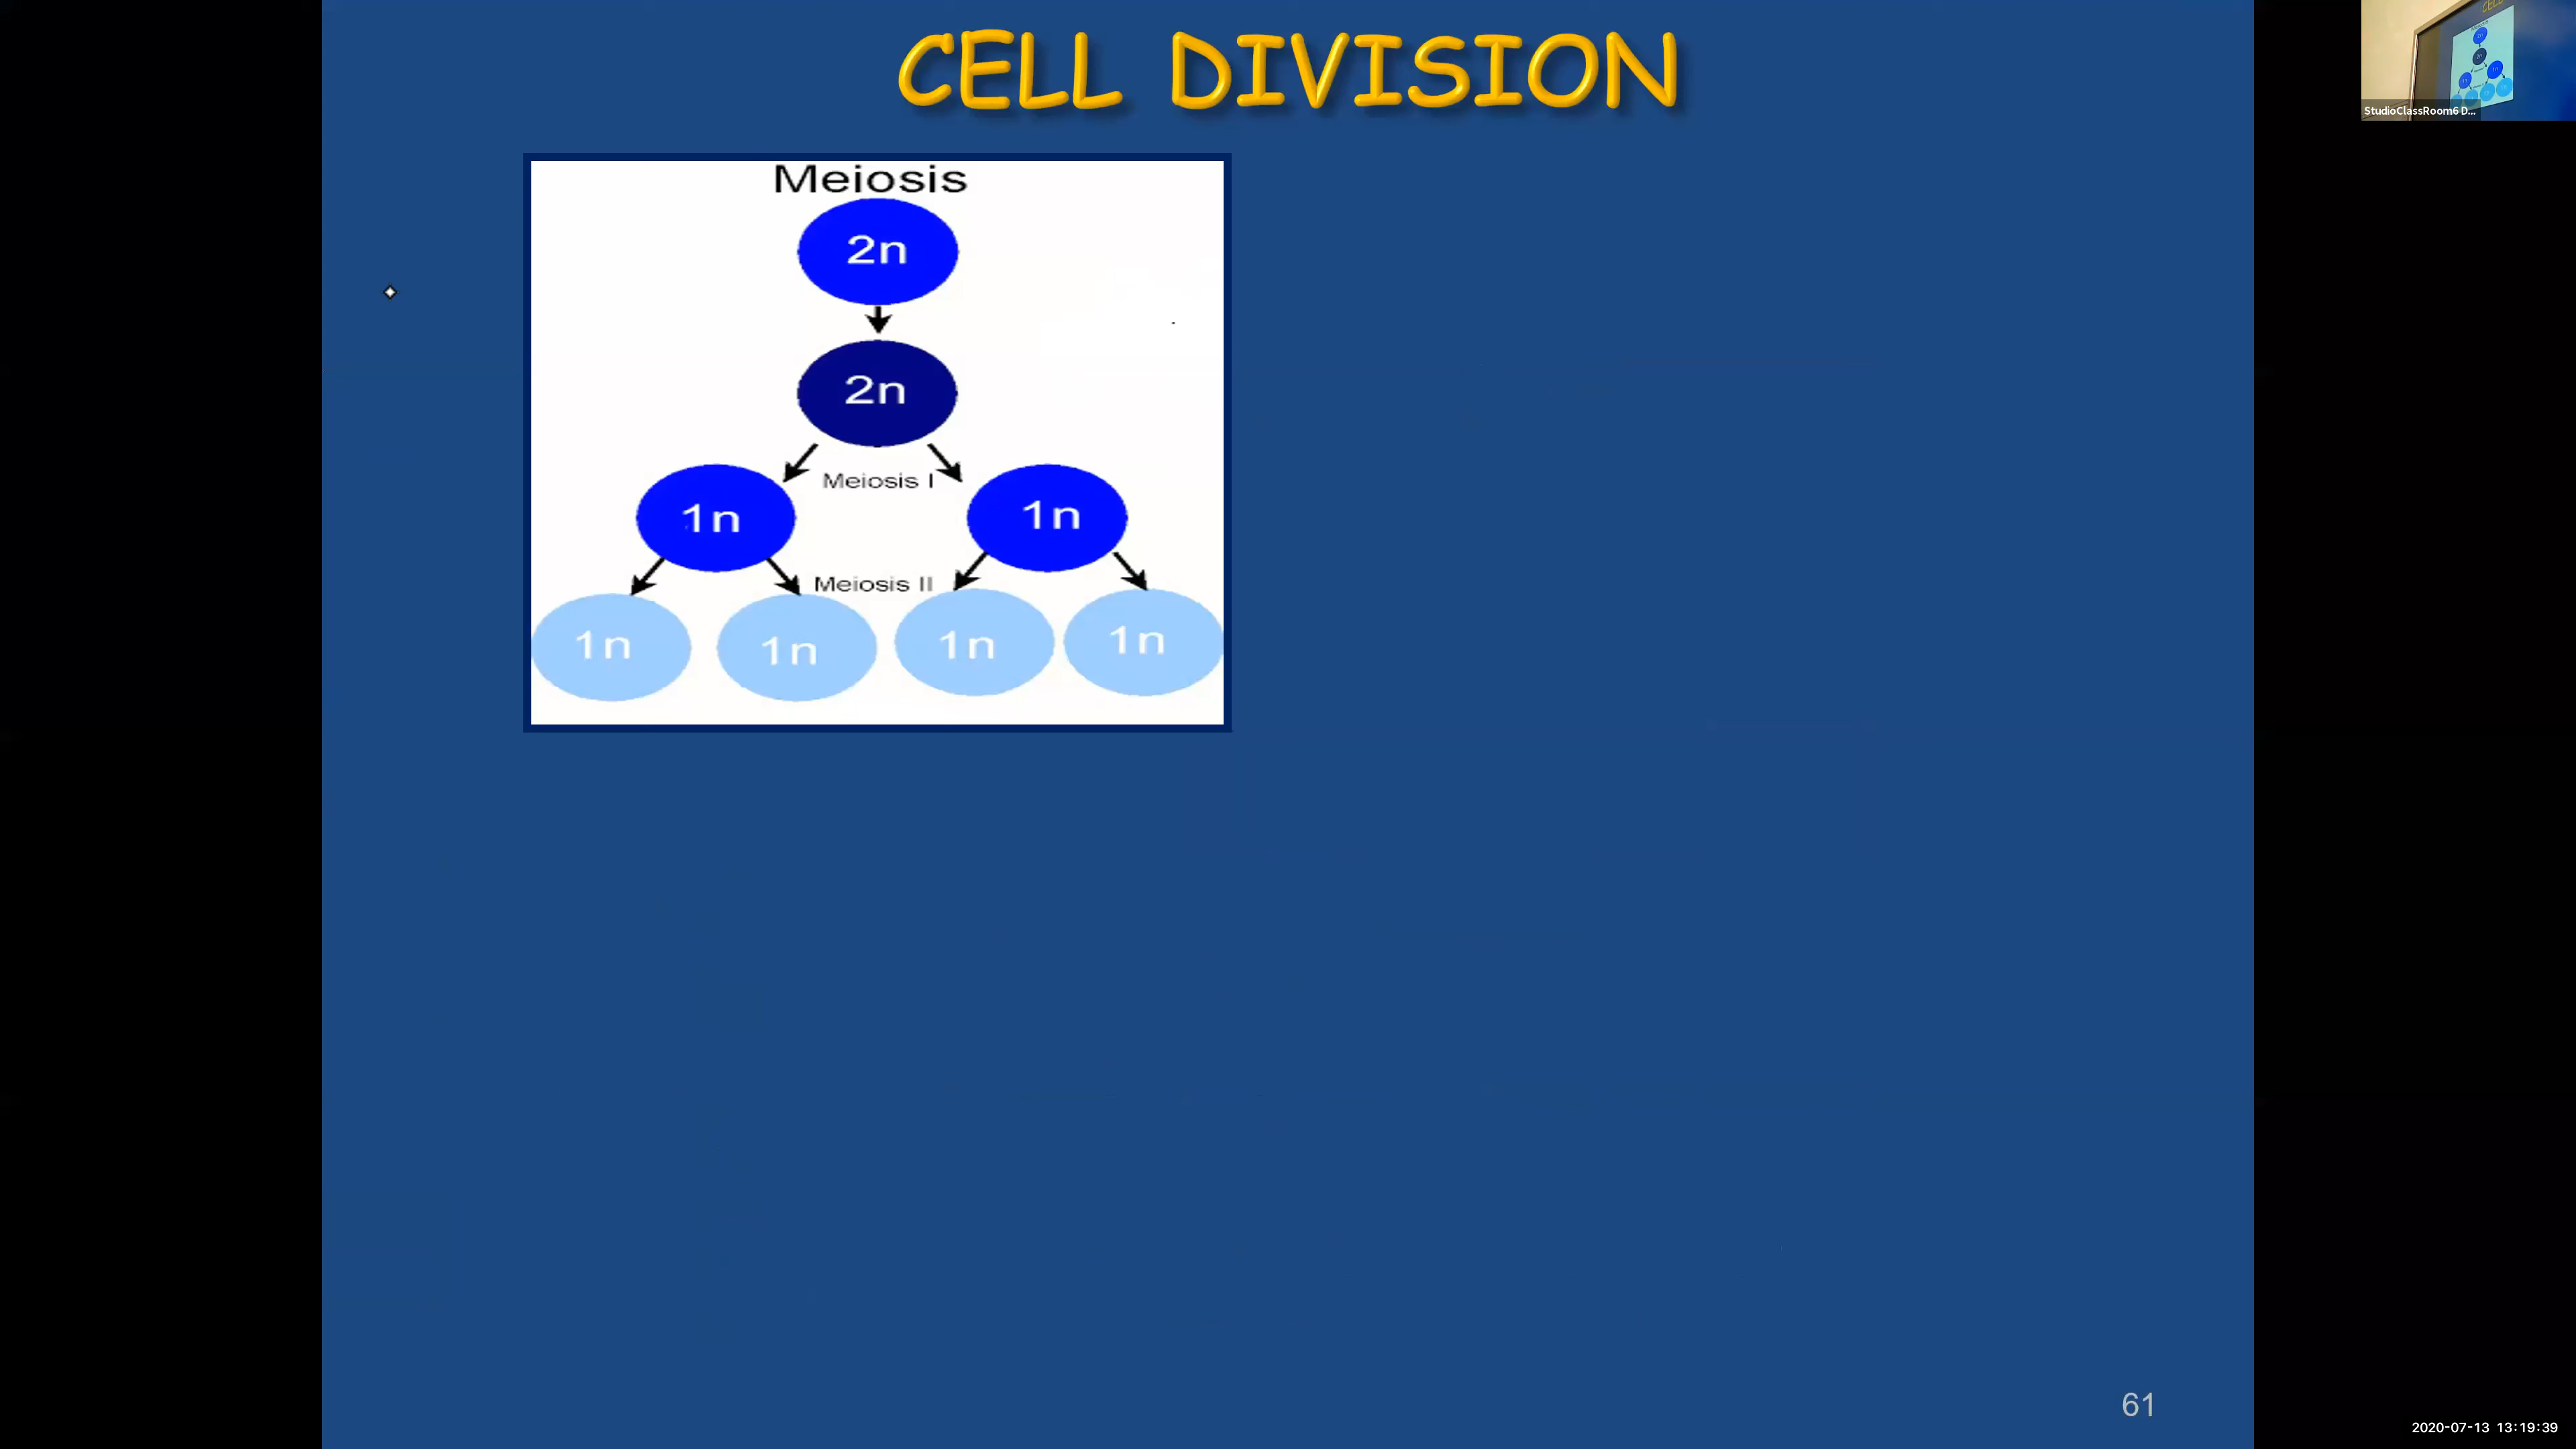 CELL DIVISION
StudioClassRoom6 D...
Meiosis
2n
2n
Meiosis I
1n
1n
Meiosis II
1n
1n
1n
1n
61
2020-07-13 13:19:39